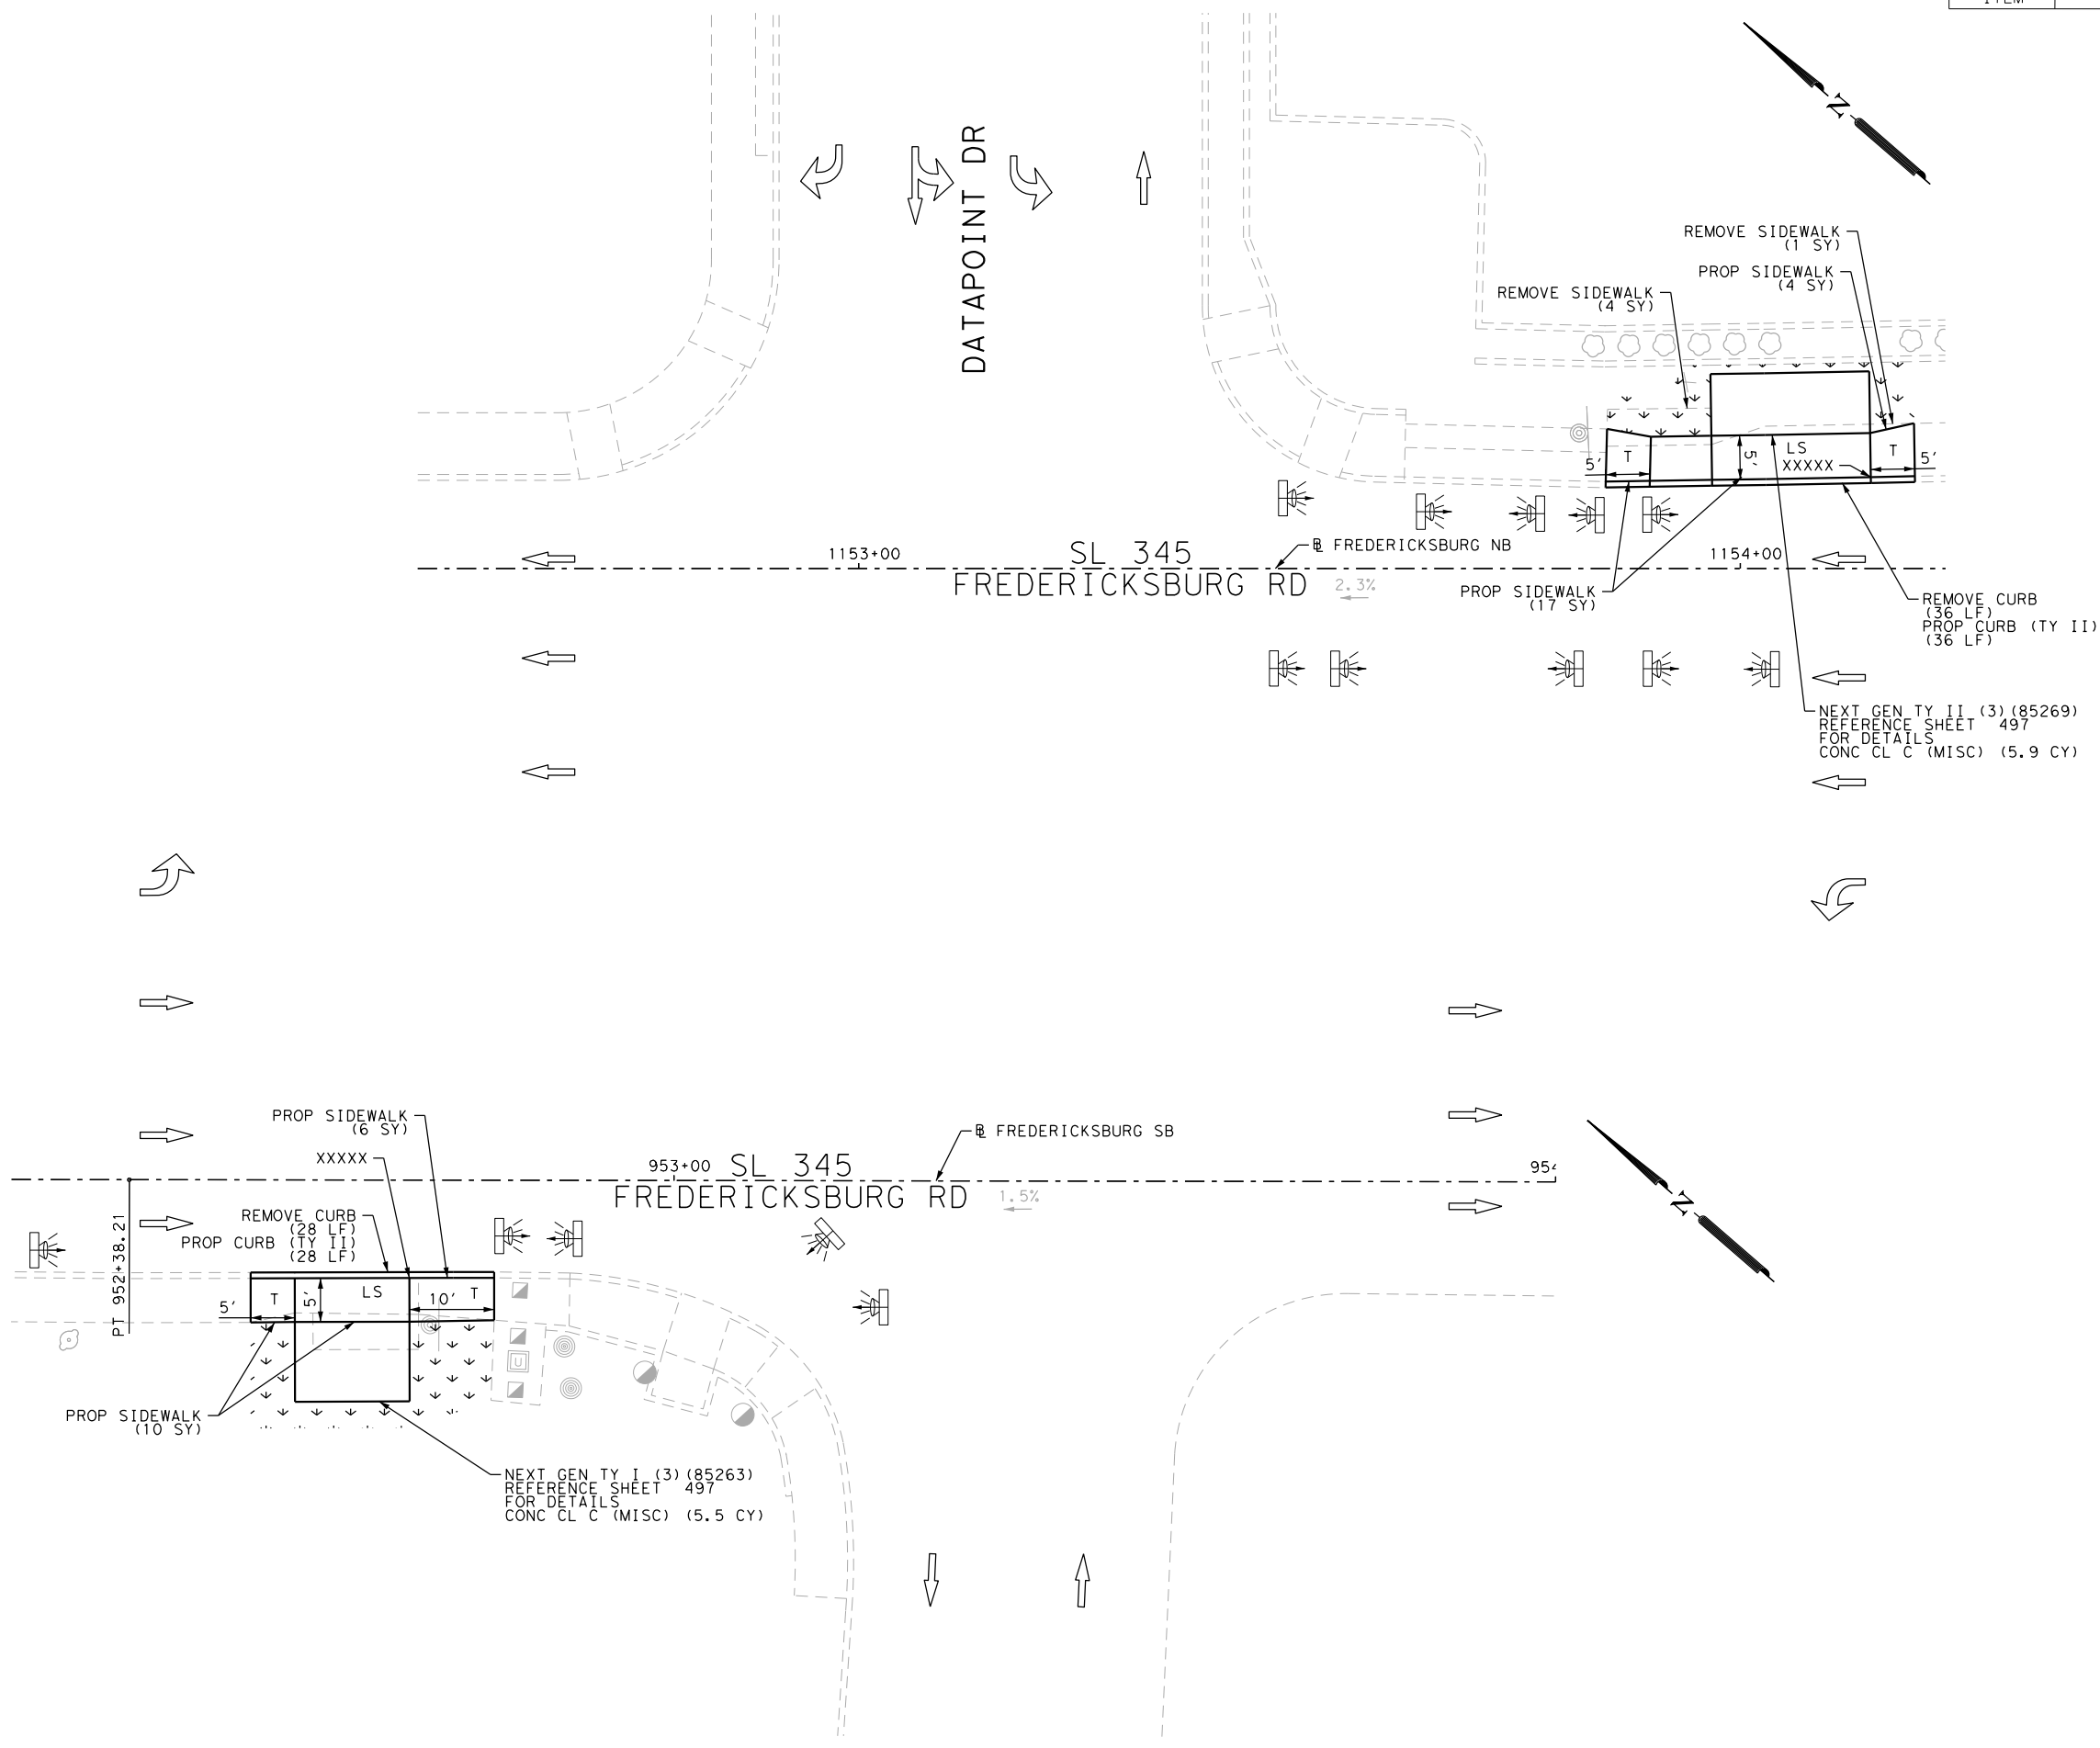 ITEM
N
DATAPOINT DR
REMOVE SIDEWALK
(1 SY)
PROP SIDEWALK
(4 SY)
REMOVE SIDEWALK
(4 SY)
5'
T
5'
LS
XXXXX
T
5'
1153+00
SL 345
FREDERICKSBURG RD
2.3%
B FREDERICKSBURG NB
1154+00
PROP SIDEWALK
(17 SY)
REMOVE CURB
(36 LF)
PROP CURB (TY II)
(36 LF)
NEXT GEN TY II (3)(85269)
REFERENCE SHEET 497
FOR DETAILS
CONC CL C (MISC) (5.9 CY)
PROP SIDEWALK
(6 SY)
XXXXX
953+00
SL 345
FREDERICKSBURG RD
1.5%
BL FREDERICKSBURG SB
954
N
PT 952+38.21
REMOVE CURB
(28 LF)
PROP CURB (TY II)
(28 LF)
5'
T
5'
LS
10'
T
U
PROP SIDEWALK
(10 SY)
NEXT GEN TY I (3)(85263)
REFERENCE SHEET 497
FOR DETAILS
CONC CL C (MISC) (5.5 CY)